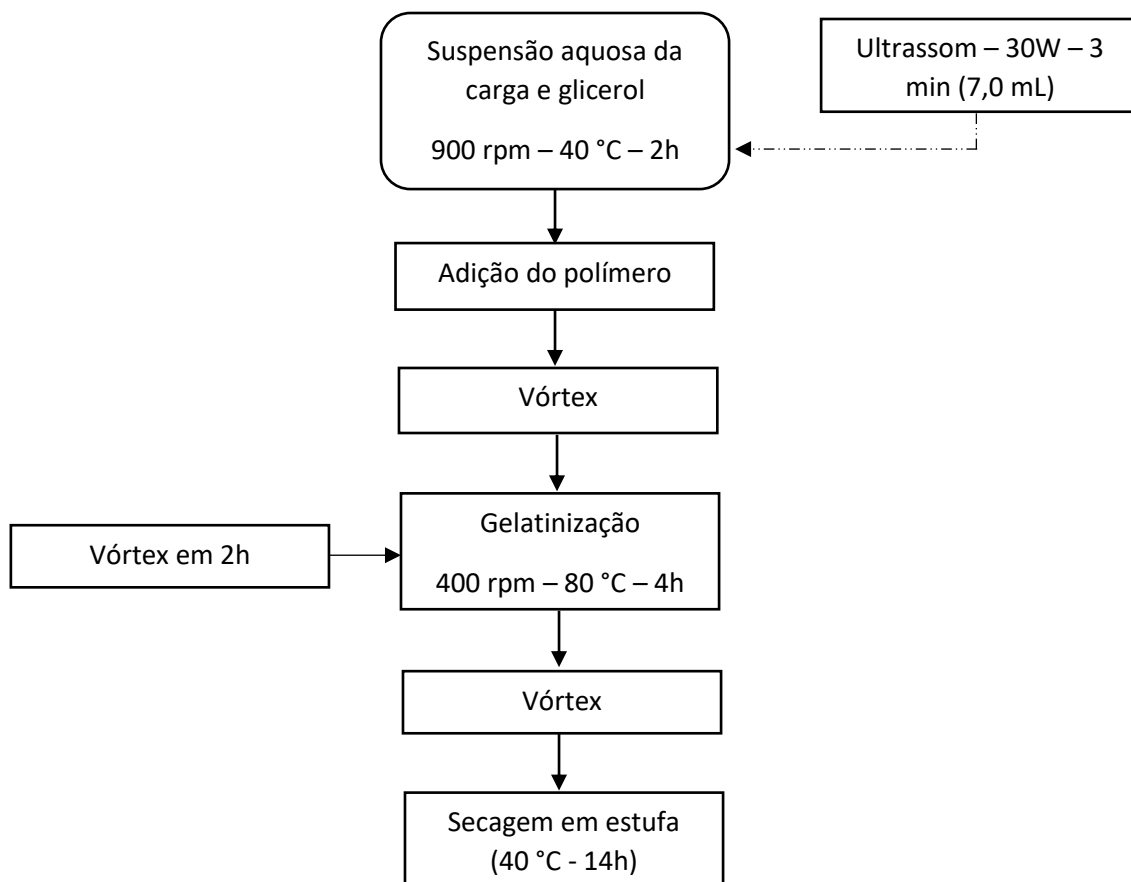 Suspensão aquosa da
carga e glicerol
900 rpm – 40 °C – 2h
Ultrassom – 30W – 3
min (7,0 mL)
Adição do polímero
Vórtex
Gelatinização
400 rpm – 80 °C – 4h
Vórtex em 2h
Vórtex
Secagem em estufa
(40 °C - 14h)